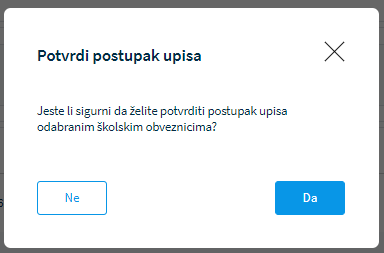 Potvrdi postupak upisa
Jeste li sigurni da želite potvrditi postupak upisa
odabranim školskim obveznicima?
Ne
Da